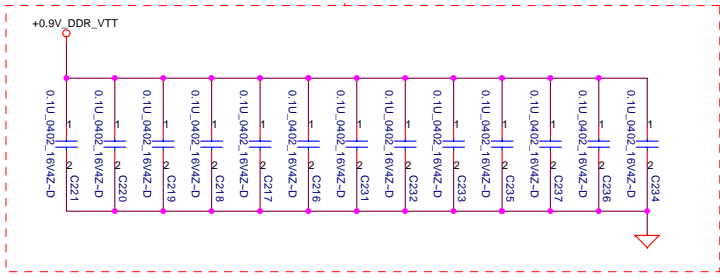 +0.9V_DDR_VTT
0.1U_0402_16V4Z~D
1
2
C221
0.1U_0402_16V4Z~D
1
2
C220
0.1U_0402_16V4Z~D
1
2
C219
0.1U_0402_16V4Z~D
1
2
C218
0.1U_0402_16V4Z~D
1
2
C217
0.1U_0402_16V4Z~D
1
2
C216
0.1U_0402_16V4Z~D
1
2
C231
0.1U_0402_16V4Z~D
1
2
C232
0.1U_0402_16V4Z~D
1
2
C233
0.1U_0402_16V4Z~D
1
2
C235
0.1U_0402_16V4Z~D
1
2
C237
0.1U_0402_16V4Z~D
1
2
C236
0.1U_0402_16V4Z~D
1
2
C234